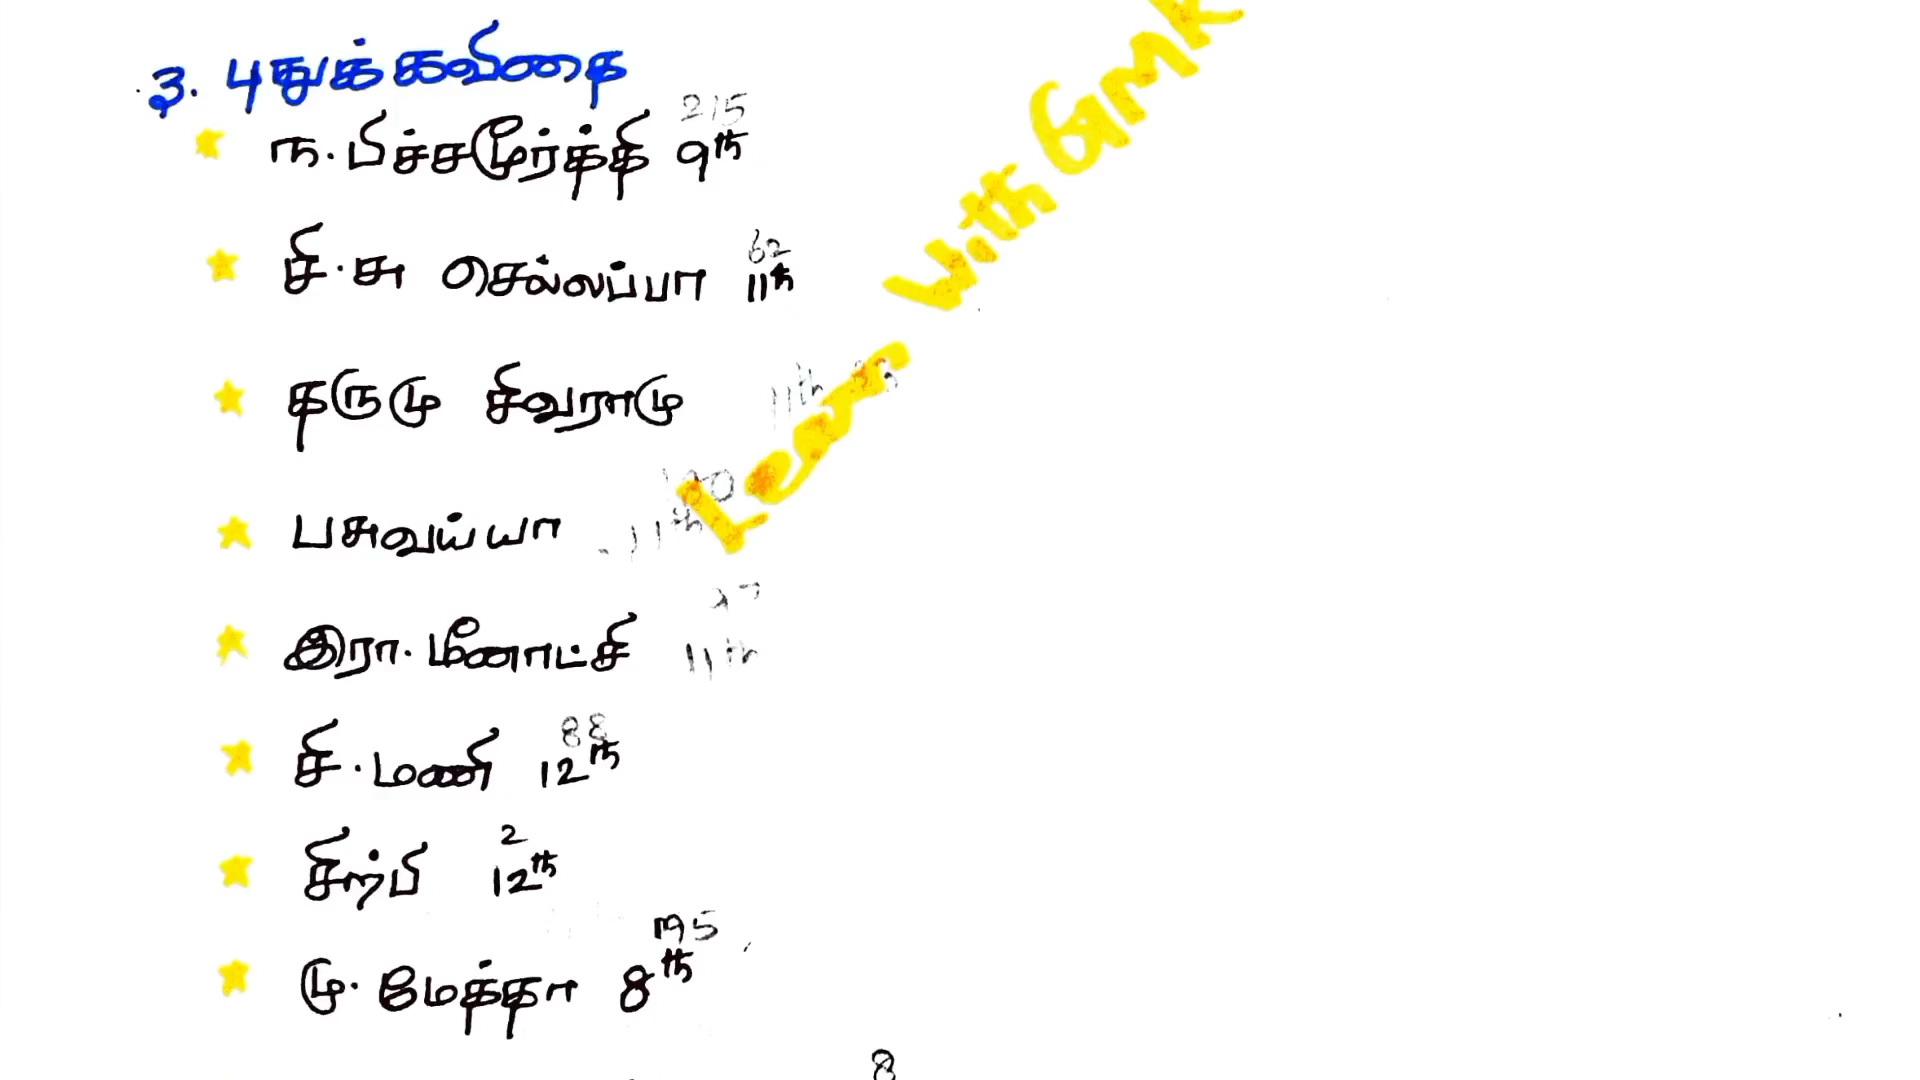 3. புதுக்கவிதை
215
ந. பிச்சமூர்த்தி 9th
62
சி.சு செல்லப்பா 11th
தருமு சிவராமு 11th
பசுவய்யா 11th
இரா. மீனாட்சி 11th
88
சி.மணி 12th
2
சிற்பி 12th
195
மு. மேத்தா 8th
8
Learn with GMK